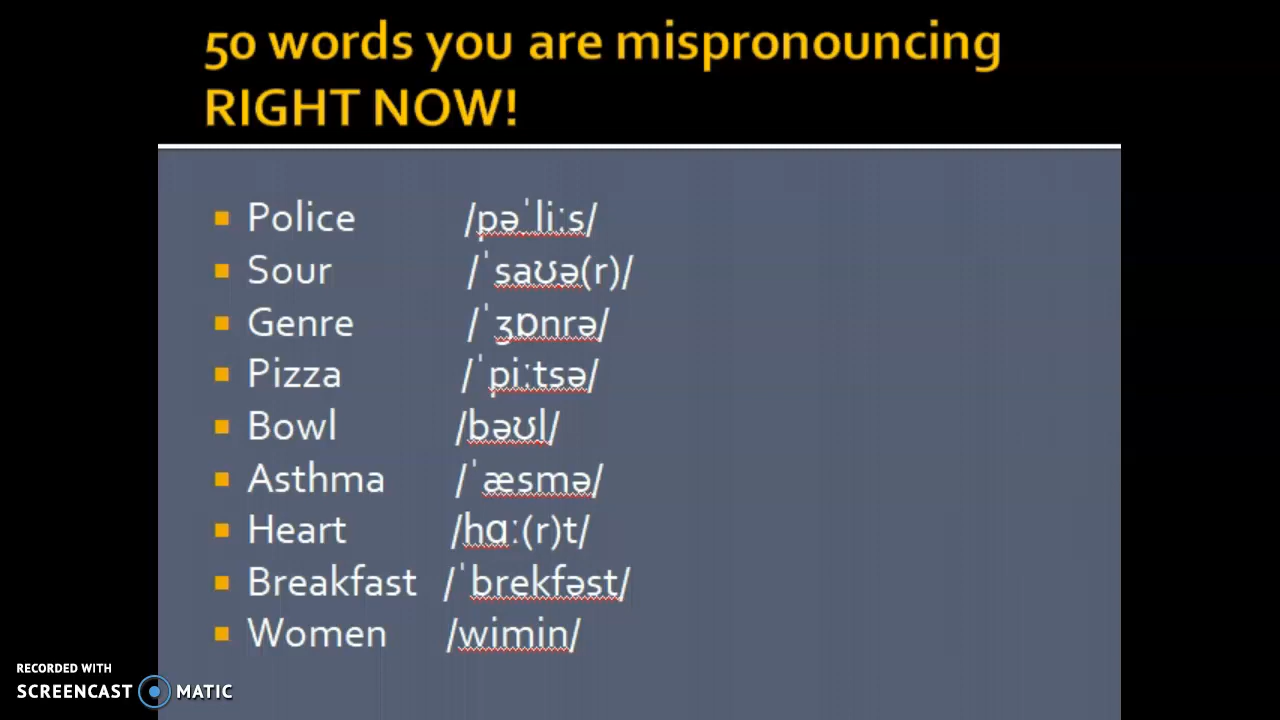 50 words you are mispronouncing
RIGHT NOW!
Police /pəˈliːs/
Sour /ˈsaʊə(r)/
Genre /ˈʒɒnrə/
Pizza /ˈpiːtsə/
Bowl /bəʊl/
Asthma /ˈæsmə/
Heart /hɑː(r)t/
Breakfast /ˈbrekfəst/
Women /wimin/
RECORDED WITH
SCREENCAST MATIC